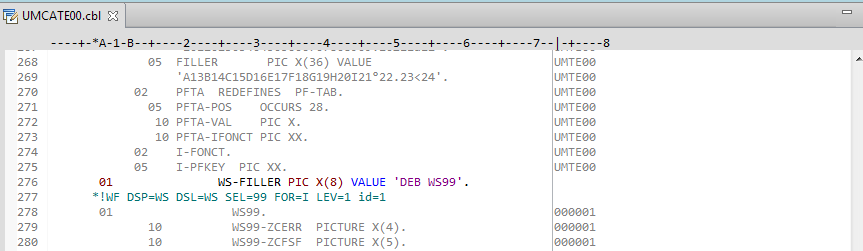 UMCATE00.cbl
----+-*A-1-B--+----2----+----3----+----4----+----5----+----6----+----7--|-+----8
268 05 FILLER PIC X(36) VALUE UMTE00
269 'A13B14C15D16E17F18G19H20I21°22.23<24'. UMTE00
270 02 PFTA REDEFINES PF-TAB. UMTE00
271 05 PFTA-POS OCCURS 28. UMTE00
272 10 PFTA-VAL PIC X. UMTE00
273 10 PFTA-IFONCT PIC XX. UMTE00
274 02 I-FONCT. UMTE00
275 05 I-PFKEY PIC XX. UMTE00
276 01 WS-FILLER PIC X(8) VALUE 'DEB WS99'.
277 *!WF DSP=WS DSL=WS SEL=99 FOR=I LEV=1 id=1
278 01 WS99. 000001
279 10 WS99-ZCERR PICTURE X(4). 000001
280 10 WS99-ZCFSF PICTURE X(5). 000001